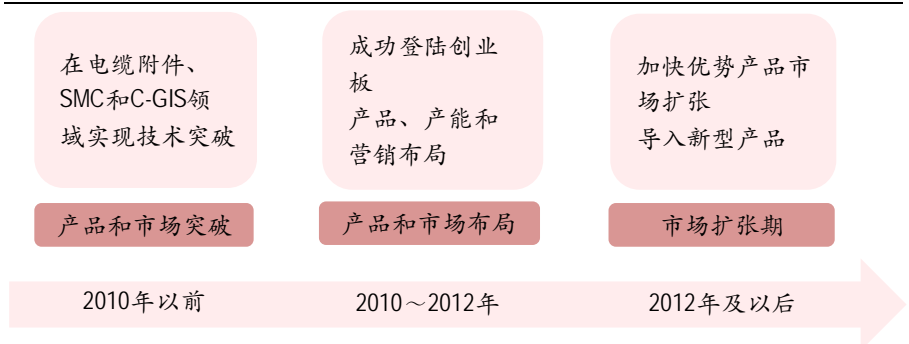 在电缆附件、
SMC和C-GIS领
域实现技术突破
成功登陆创业
板
产品、产能和
营销布局
加快优势产品市
场扩张
导入新型产品
产品和市场突破
产品和市场布局
市场扩张期
2010年以前
2010～2012年
2012年及以后